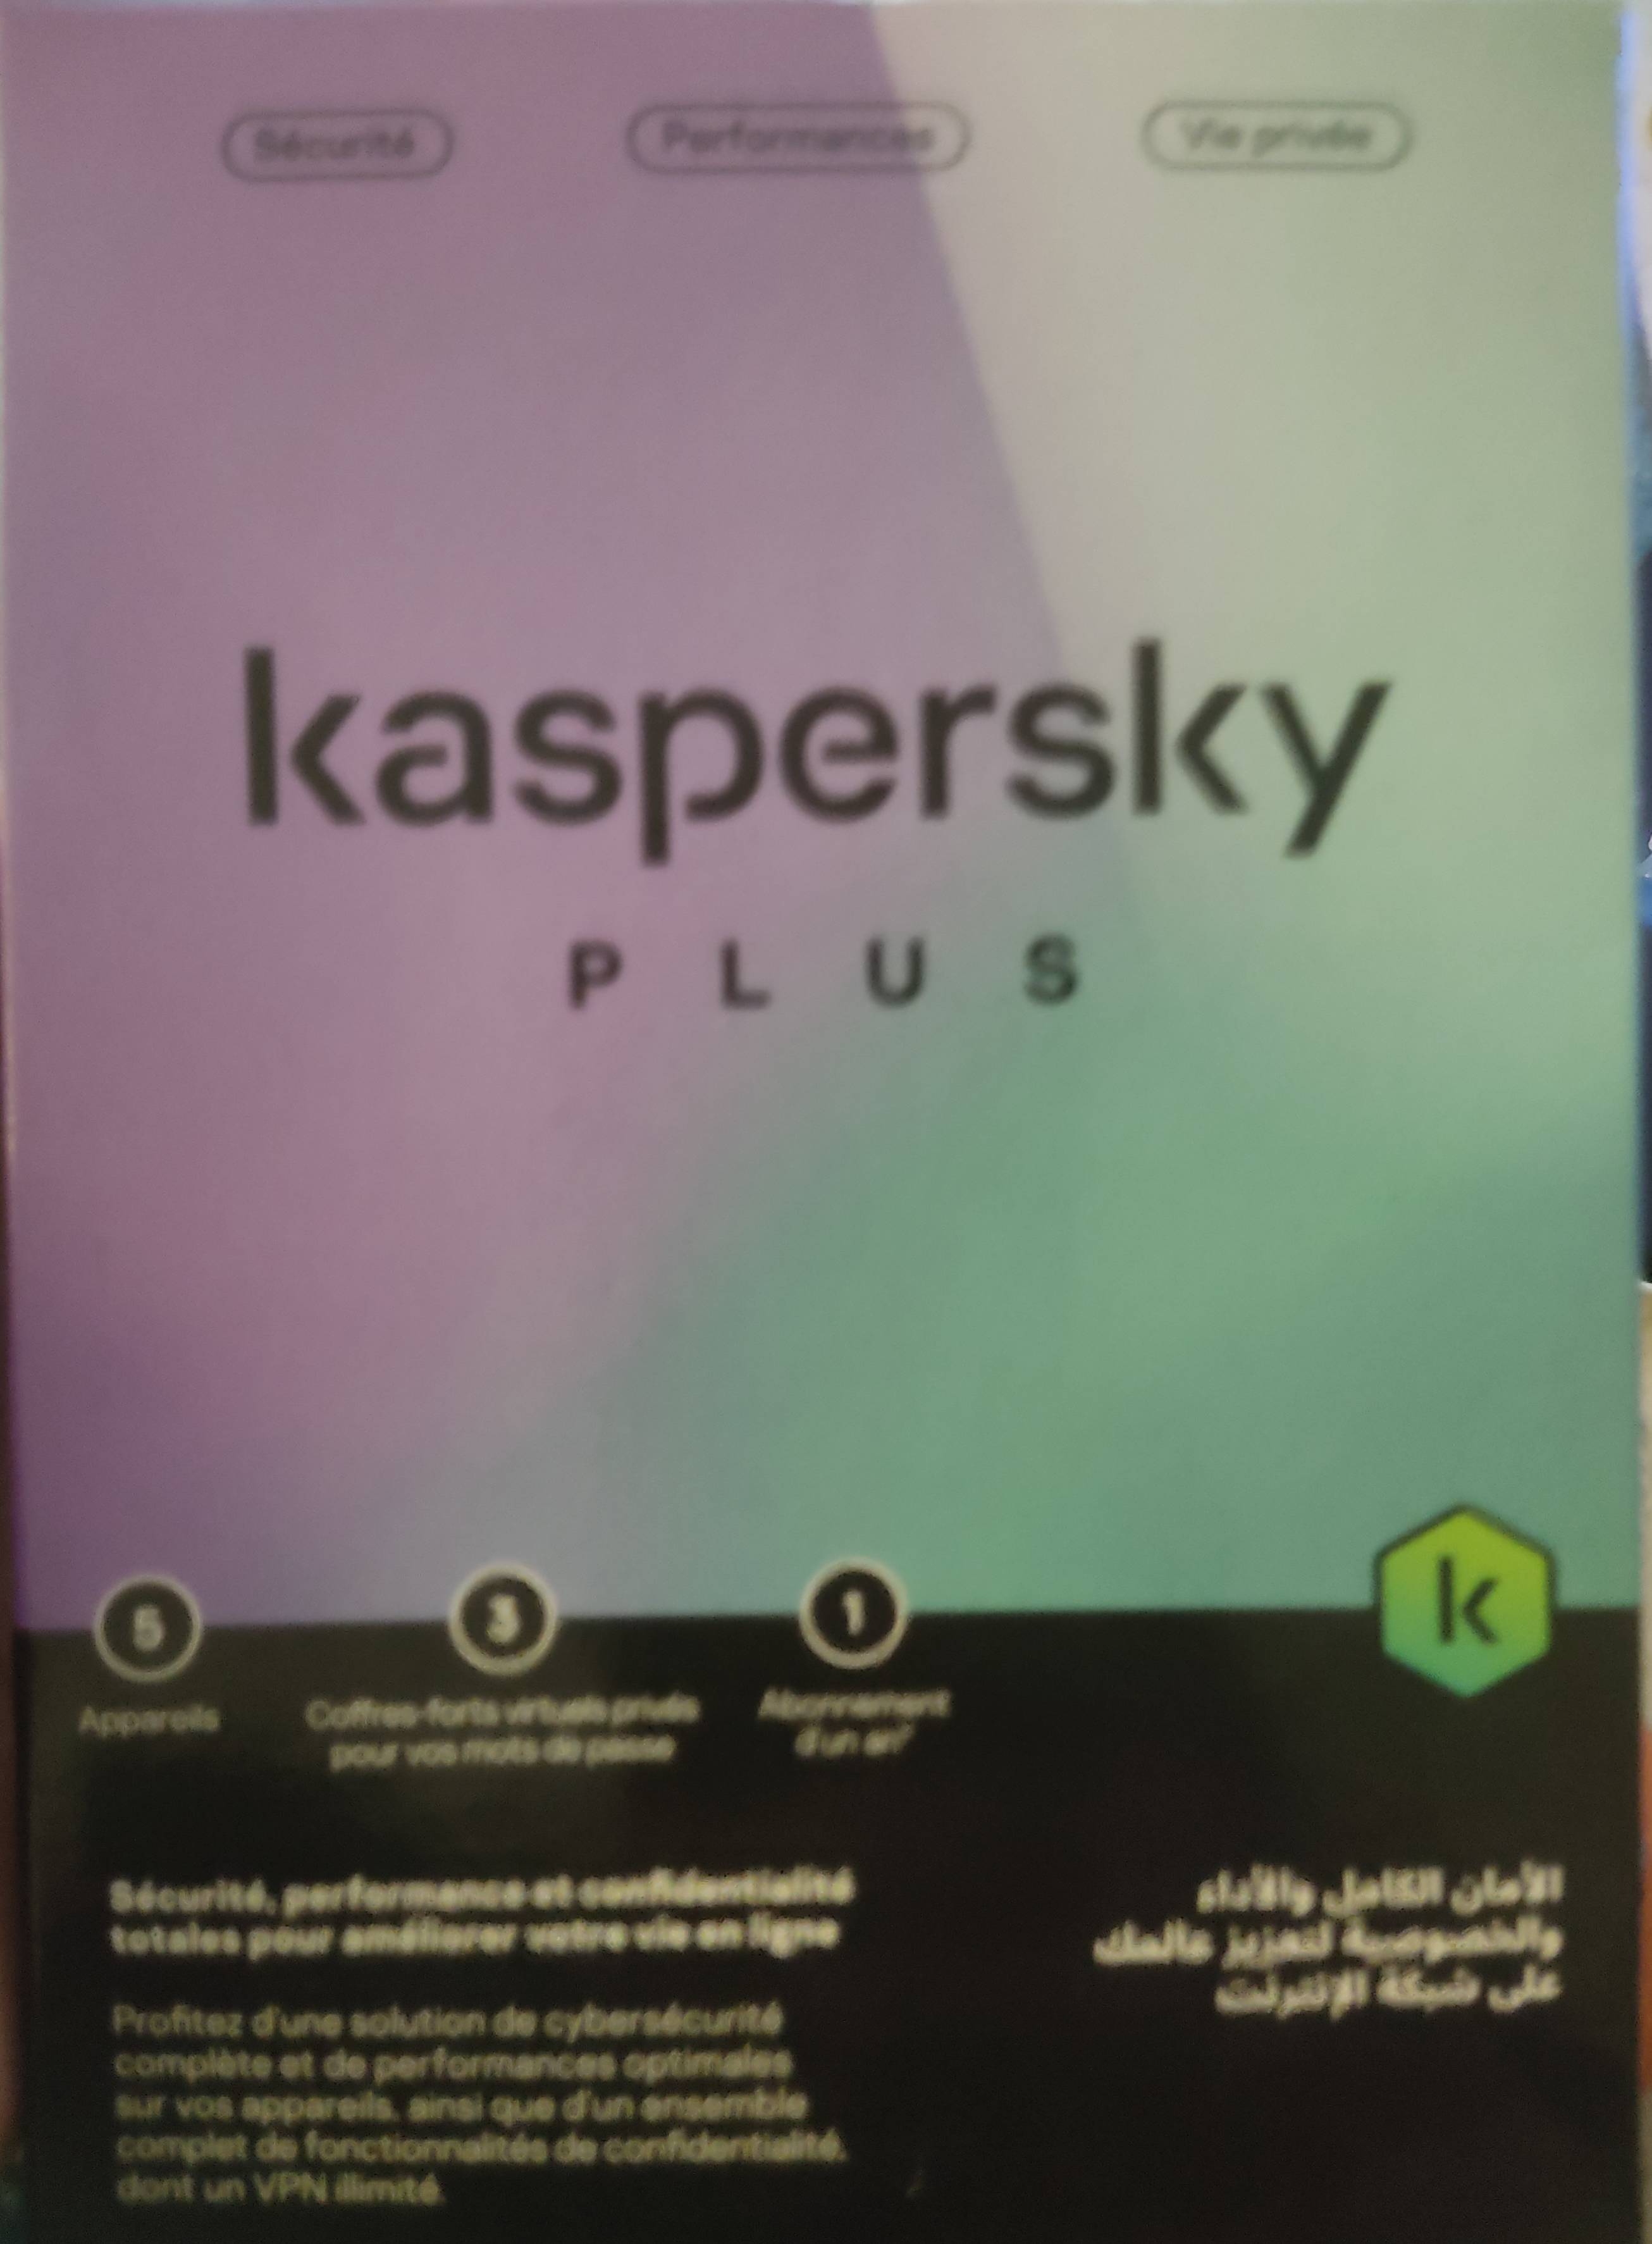 Sécurité
Performances
Vie privée
kaspersky
PLUS
5
3
1
k
Appareils
Coffres-forts virtuels privés
pour vos mots de passe
Abonnement
d'un an
Sécurité, performance et confidentialité
totales pour améliorer votre vie en ligne
Profitez d'une solution de cybersécurité
complète et de performances optimales
sur vos appareils, ainsi que d'un ensemble
complet de fonctionnalités de confidentialité,
dont un VPN illimité.
الأمان الكامل والأداء
والخصوصية لتعزيز عالمك
على شبكة الإنترنت